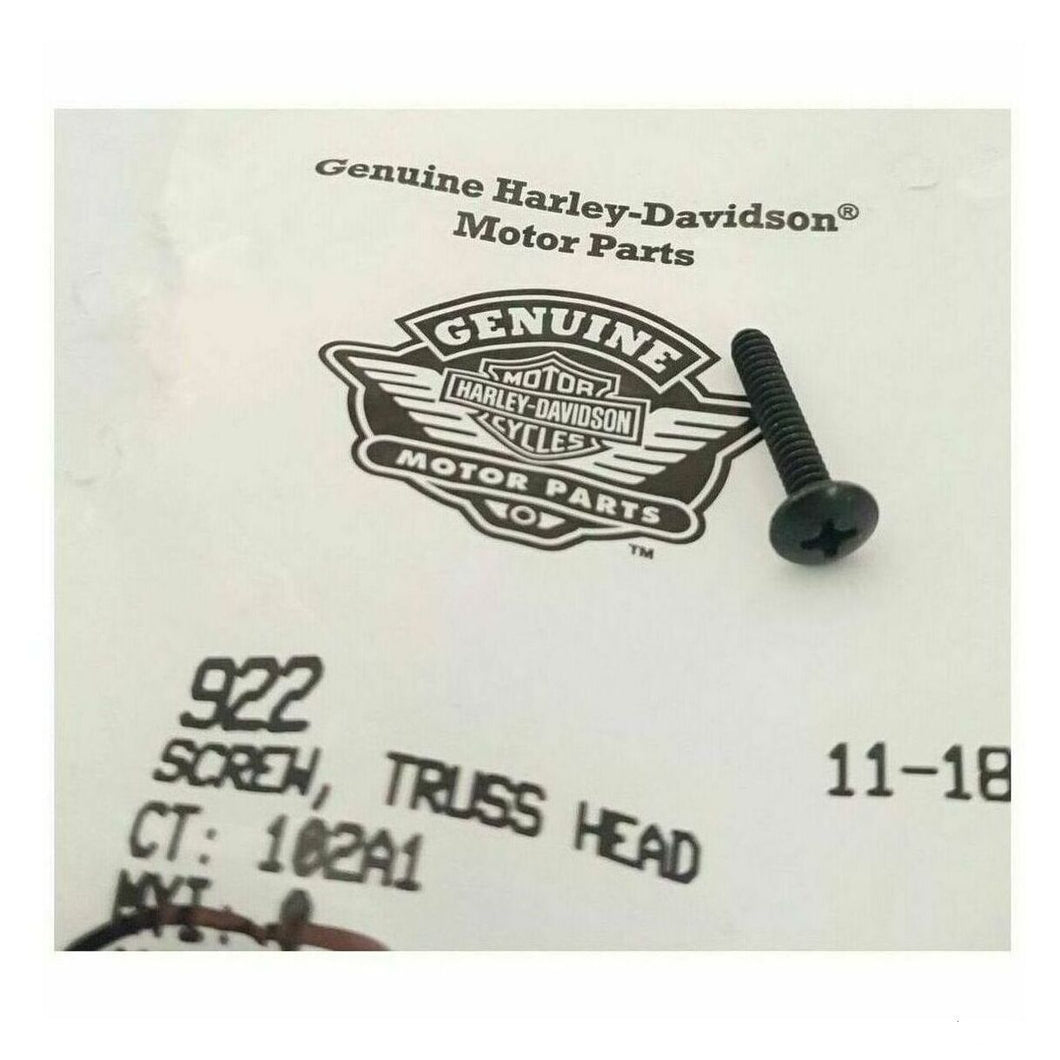 Genuine Harley-Davidson®
Motor Parts
GENUINE
MOTOR
HARLEY-DAVIDSON
CYCLES
MOTOR PARTS
TM
922
SCREW, TRUSS HEAD
11-18
CT: 102A1